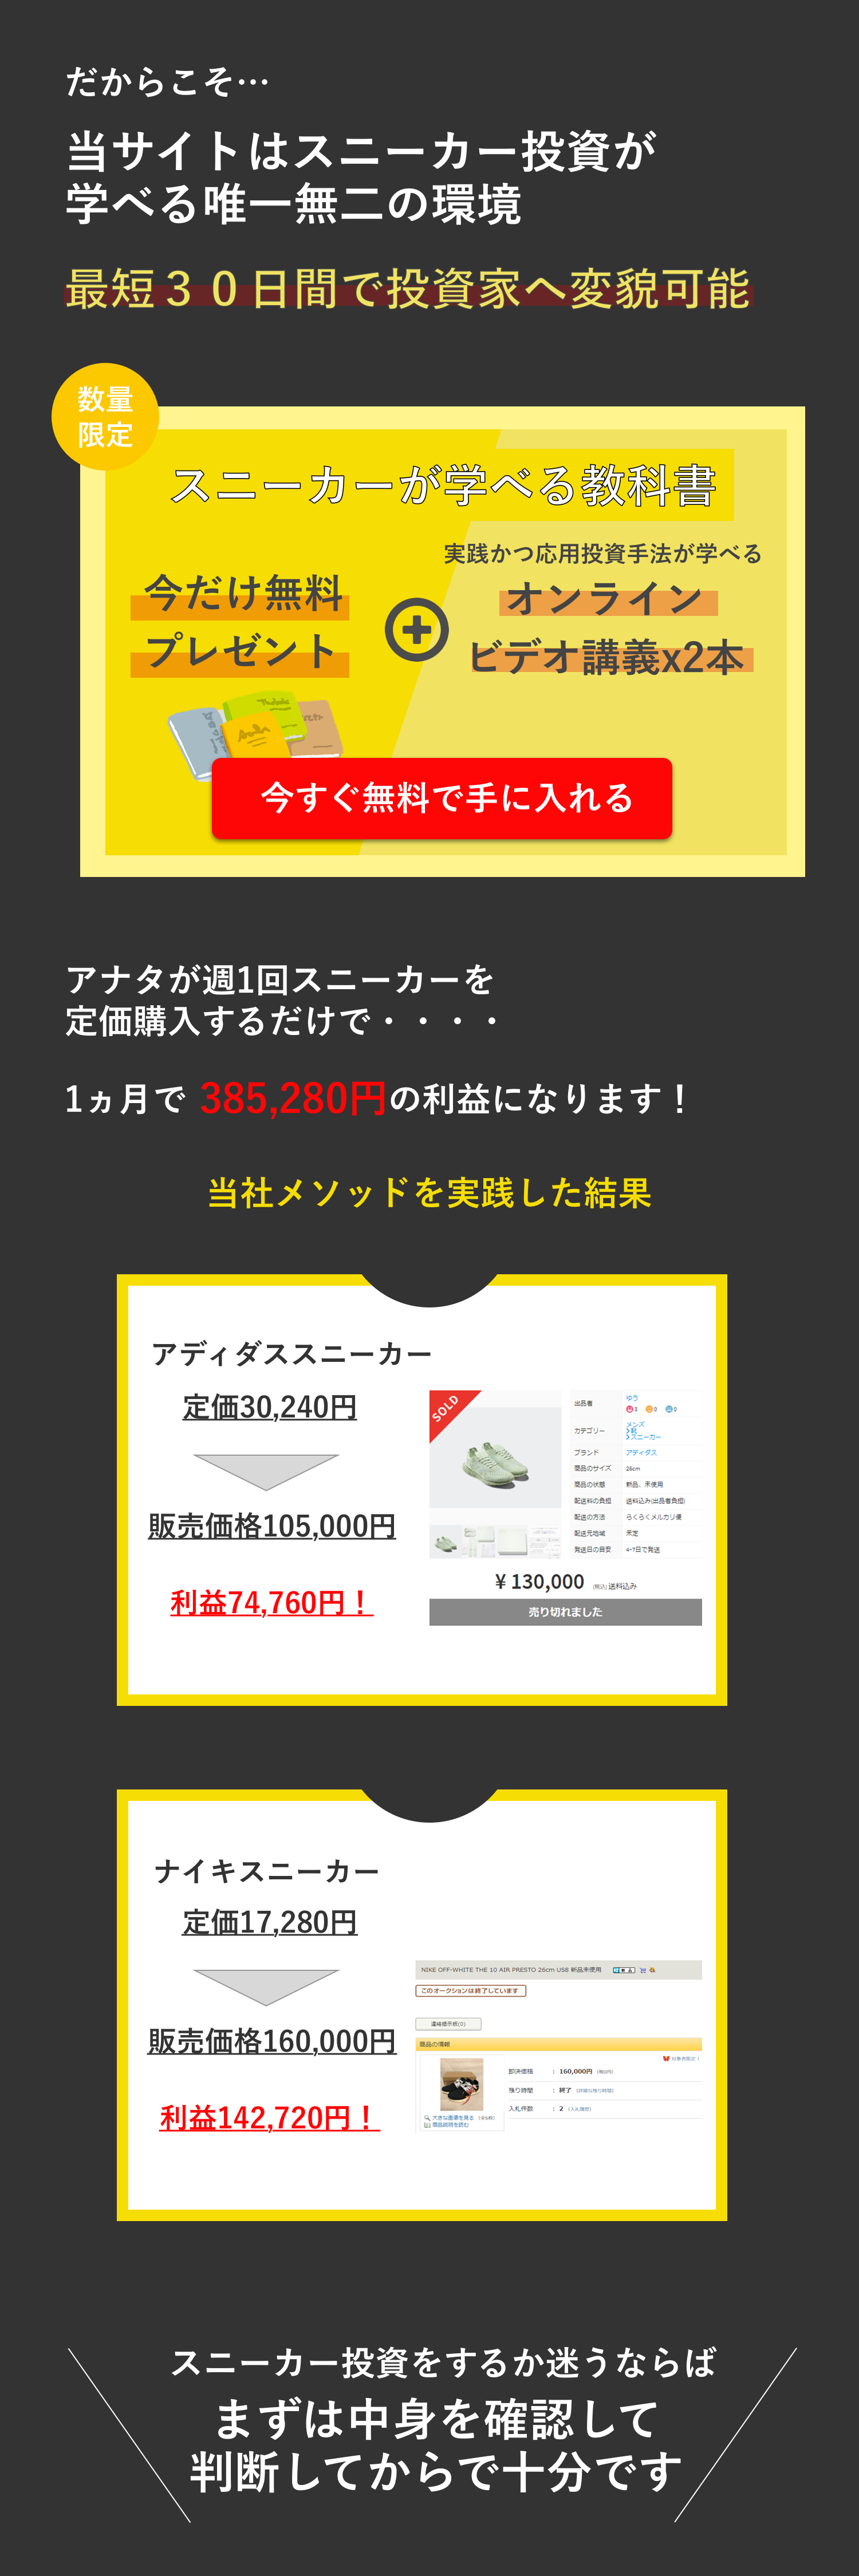 だからこそ…
当サイトはスニーカー投資が
学べる唯一無二の環境
最短３０日間で投資家へ変貌可能
数量
限定
スニーカーが学べる教科書
今だけ無料
プレゼント
実践かつ応用投資手法が学べる
オンライン
ビデオ講義x2本
今すぐ無料で手に入れる
アナタが週1回スニーカーを
定価購入するだけで・・・・
1ヵ月で 385,280円の利益になります！
当社メソッドを実践した結果
アディダススニーカー
定価30,240円
販売価格105,000円
利益74,760円！
SOLD
出品者 ゆう
3 0 0
カテゴリー メンズ
靴
スニーカー
ブランド アディダス
商品のサイズ 26cm
商品の状態 新品、未使用
配送料の負担 送料込み(出品者負担)
配送の方法 らくらくメルカリ便
配送元地域 未定
発送日の目安 4~7日で発送
¥ 130,000 (税込) 送料込み
売り切れました
ナイキスニーカー
定価17,280円
販売価格160,000円
利益142,720円！
NIKE OFF-WHITE THE 10 AIR PRESTO 26cm US8 新品未使用
このオークションは終了しています
連絡掲示板(0)
商品の情報
即決価格 : 160,000円 (税0円)
残り時間 : 終了 (詳細な残り時間)
入札件数 : 2 (入札履歴)
大きな画像を見る
商品説明を読む
スニーカー投資をするか迷うならば
まずは中身を確認して
判断してからで十分です